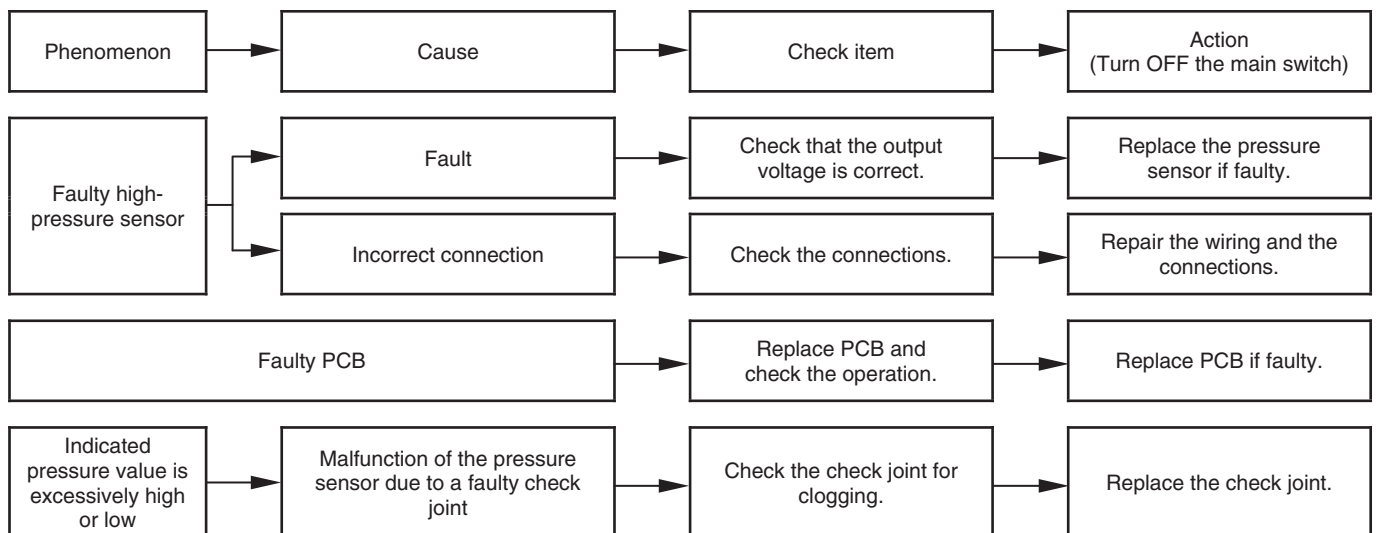 Phenomenon
Cause
Check item
Action
(Turn OFF the main switch)
Faulty high-
pressure sensor
Fault
Check that the output
voltage is correct.
Replace the pressure
sensor if faulty.
Incorrect connection
Check the connections.
Repair the wiring and the
connections.
Faulty PCB
Replace PCB and
check the operation.
Replace PCB if faulty.
Indicated
pressure value is
excessively high
or low
Malfunction of the pressure
sensor due to a faulty check
joint
Check the check joint for
clogging.
Replace the check joint.